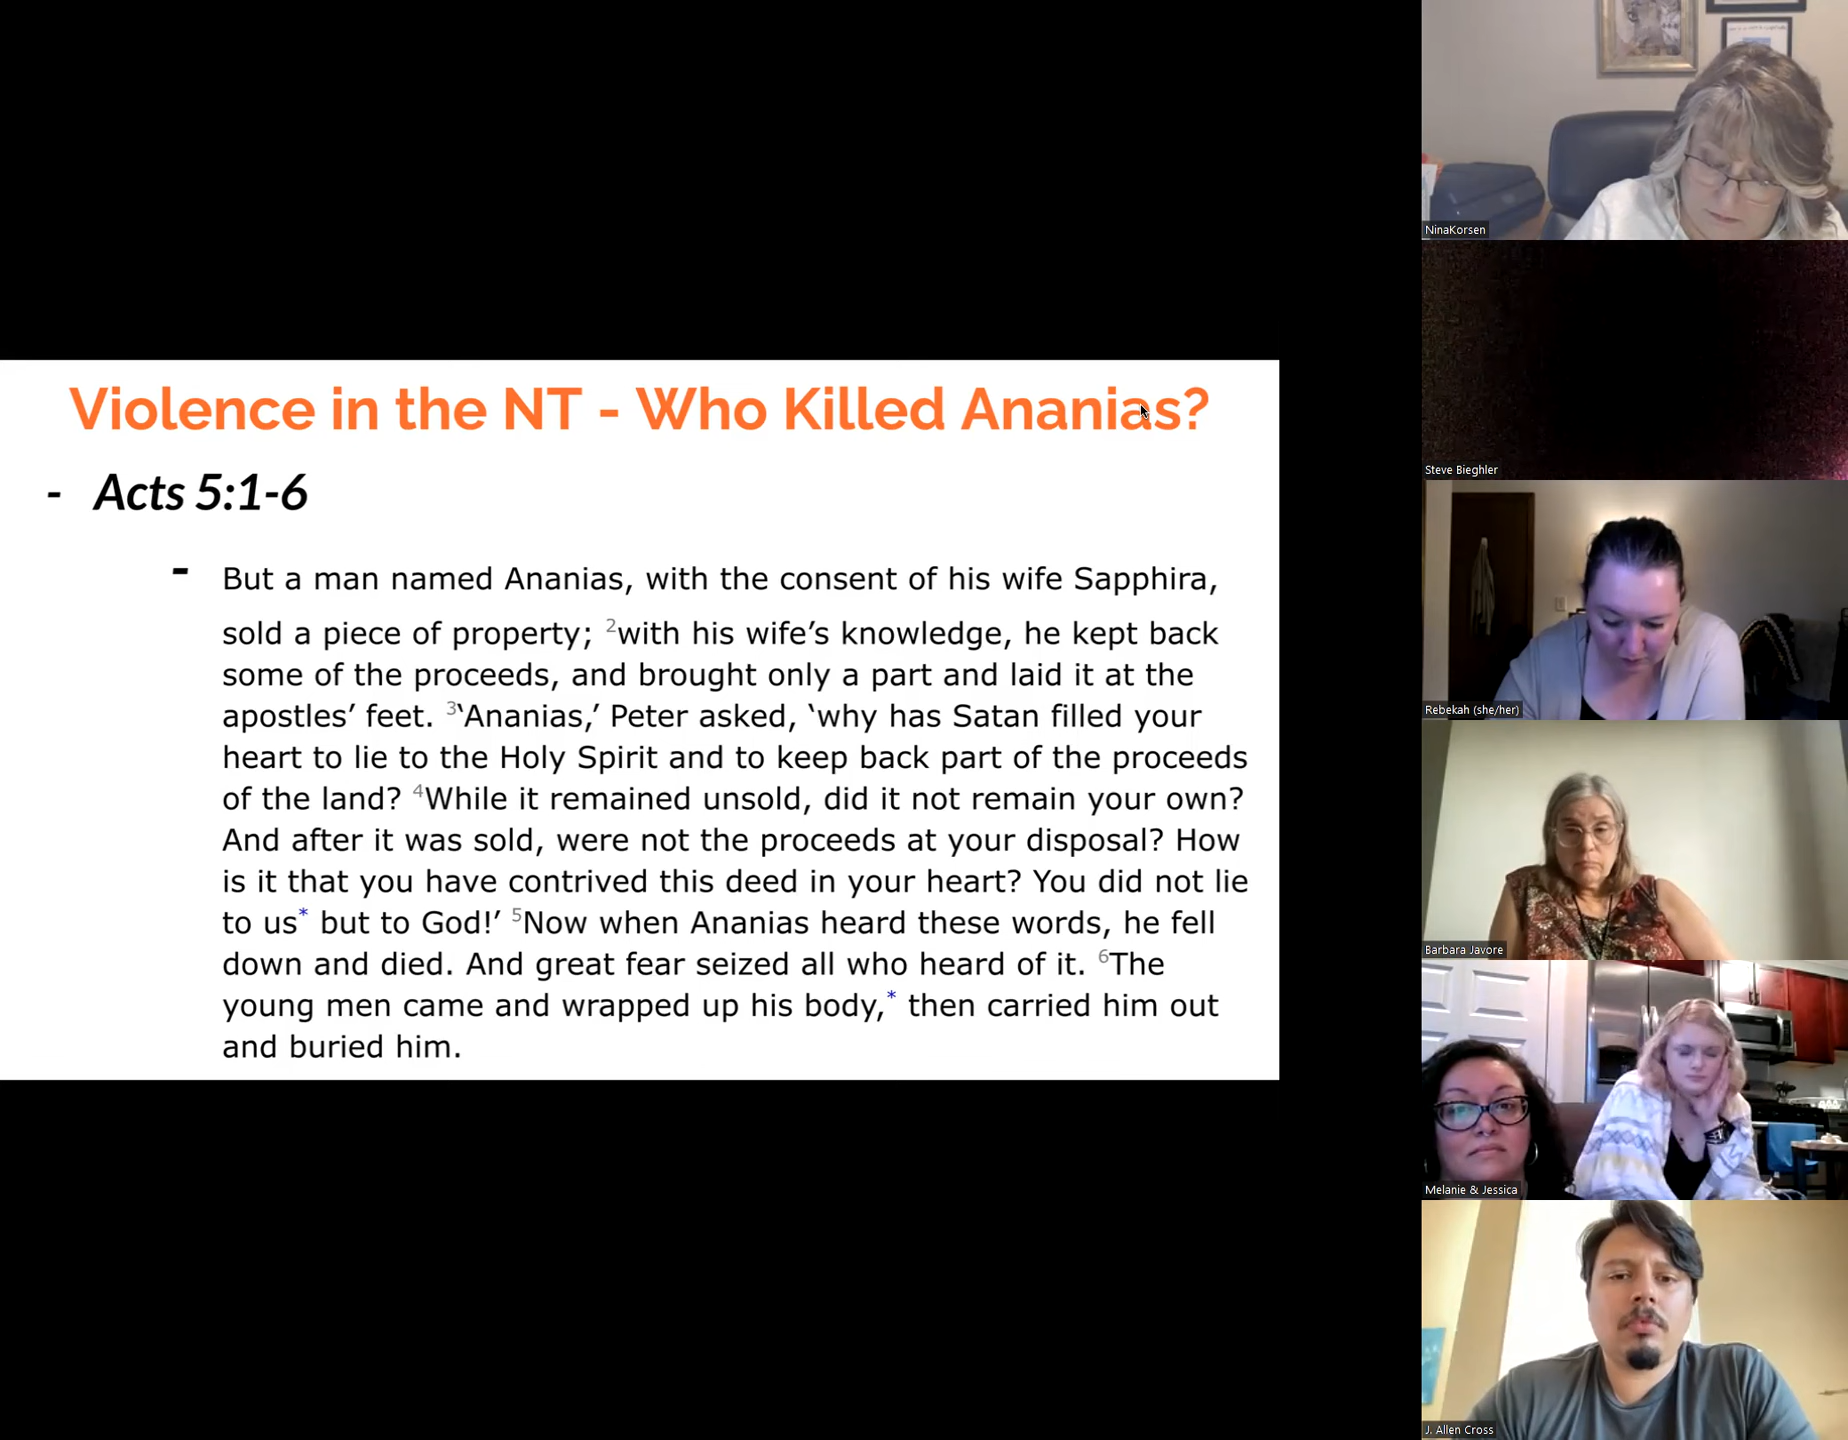 Violence in the NT - Who Killed Ananias?
- Acts 5:1-6
- But a man named Ananias, with the consent of his wife Sapphira,
sold a piece of property; 2with his wife’s knowledge, he kept back
some of the proceeds, and brought only a part and laid it at the
apostles’ feet. 3‘Ananias,’ Peter asked, ‘why has Satan filled your
heart to lie to the Holy Spirit and to keep back part of the proceeds
of the land? 4While it remained unsold, did it not remain your own?
And after it was sold, were not the proceeds at your disposal? How
is it that you have contrived this deed in your heart? You did not lie
to us* but to God!’ 5Now when Ananias heard these words, he fell
down and died. And great fear seized all who heard of it. 6The
young men came and wrapped up his body,* then carried him out
and buried him.
NinaKorsen
Steve Bieghler
Rebekah (she/her)
Barbara Javore
Melanie & Jessica
J. Allen Cross